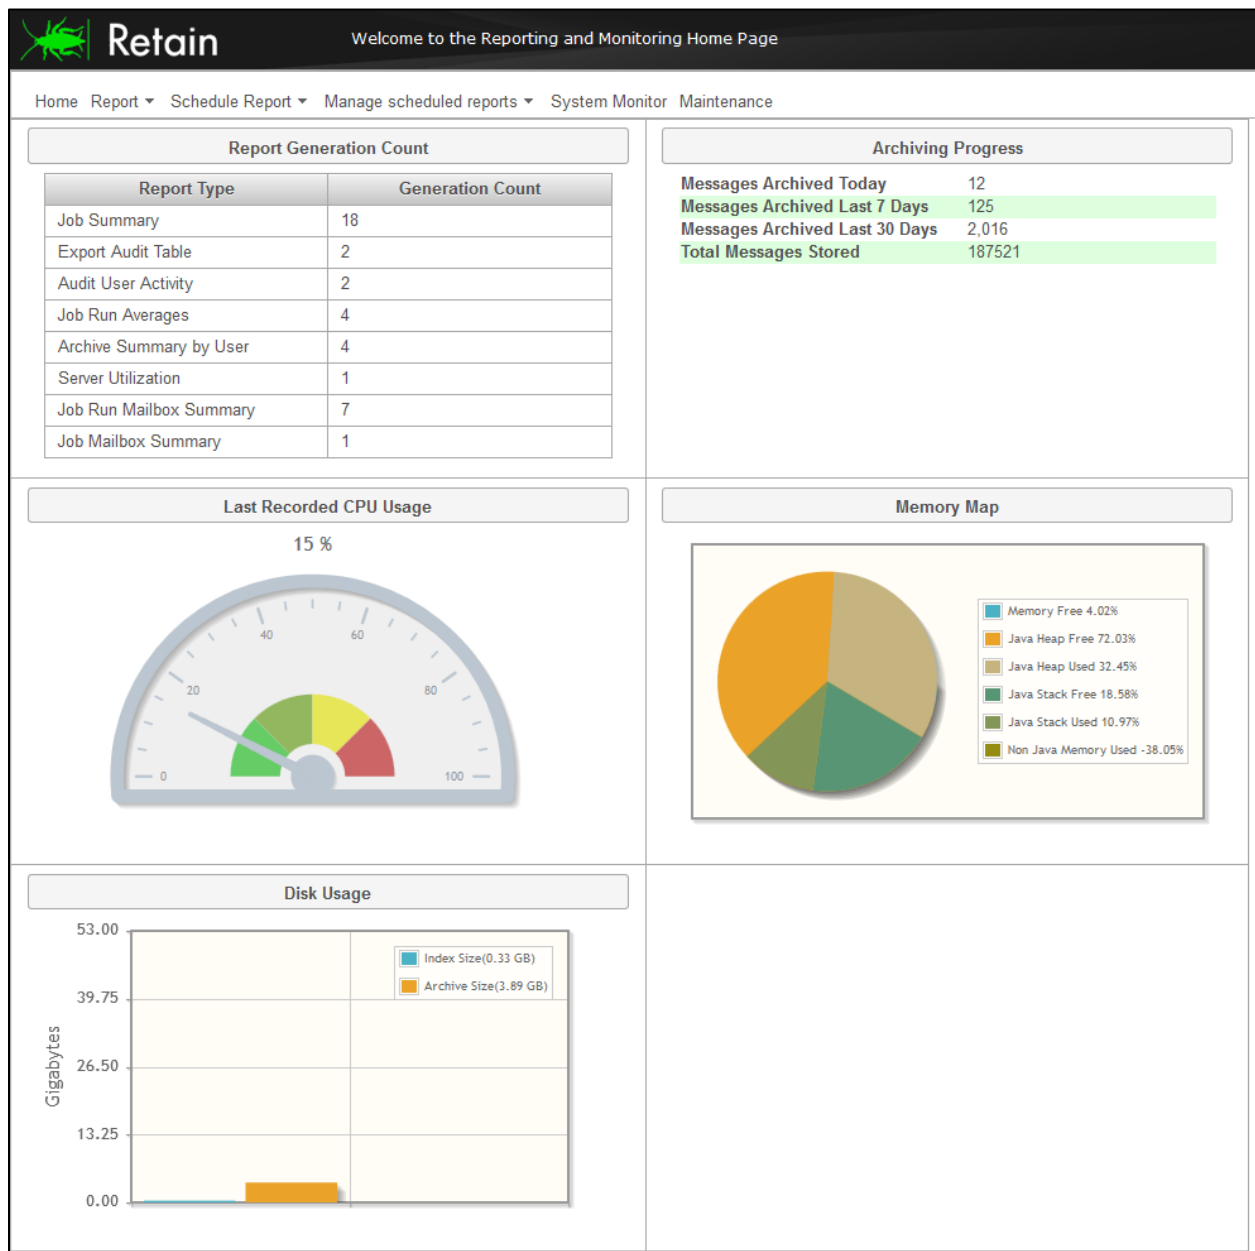 Retain
Welcome to the Reporting and Monitoring Home Page
Home Report Schedule Report Manage scheduled reports System Monitor Maintenance
Report Generation Count
Report Type Generation Count
Job Summary 18
Export Audit Table 2
Audit User Activity 2
Job Run Averages 4
Archive Summary by User 4
Server Utilization 1
Job Run Mailbox Summary 7
Job Mailbox Summary 1
Archiving Progress
Messages Archived Today 12
Messages Archived Last 7 Days 125
Messages Archived Last 30 Days 2,016
Total Messages Stored 187521
Last Recorded CPU Usage
15 %
0 20 40 60 80 100
Memory Map
Memory Free 4.02%
Java Heap Free 72.03%
Java Heap Used 32.45%
Java Stack Free 18.58%
Java Stack Used 10.97%
Non Java Memory Used -38.05%
Disk Usage
Gigabytes
53.00
39.75
26.50
13.25
0.00
Index Size(0.33 GB)
Archive Size(3.89 GB)